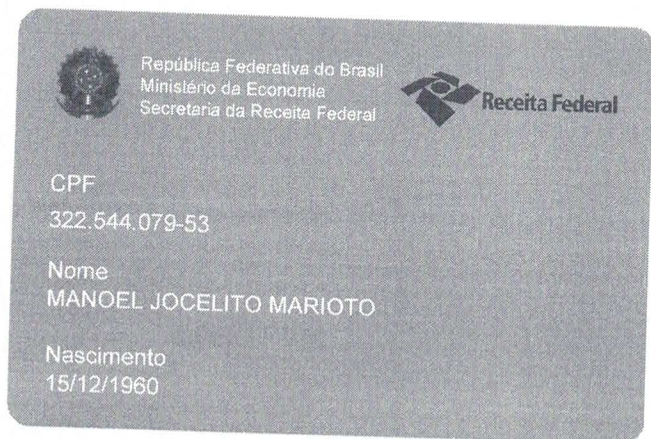 República Federativa do Brasil
Ministério da Economia
Secretaria da Receita Federal
Receita Federal
CPF
322.544.079-53
Nome
MANOEL JOCELITO MARIOTO
Nascimento
15/12/1960